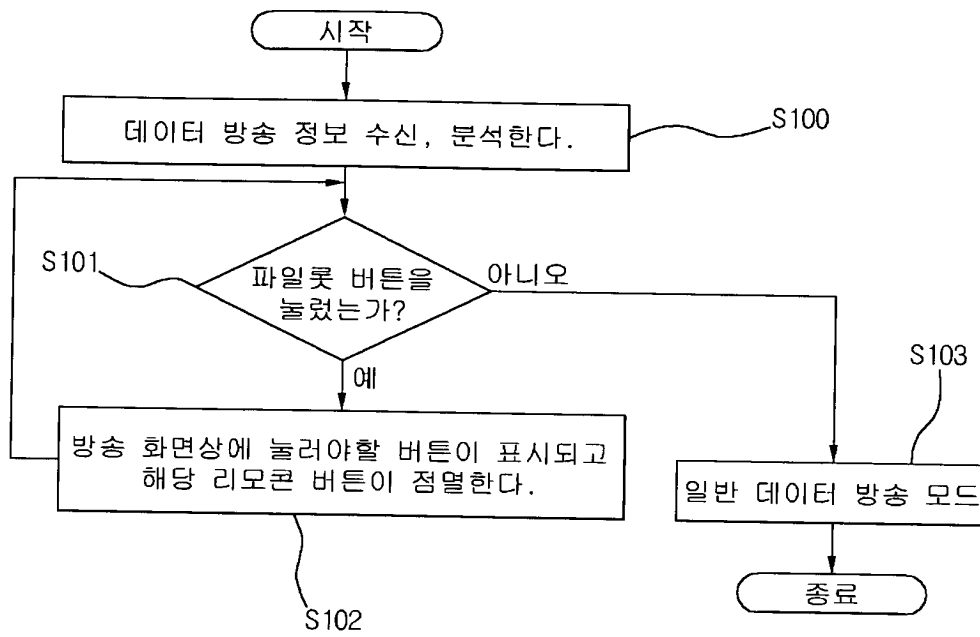 시작
데이터 방송 정보 수신, 분석한다.
S100
S101
파일롯 버튼을
눌렀는가?
아니오
예
S103
방송 화면상에 눌러야할 버튼이 표시되고
해당 리모콘 버튼이 점멸한다.
일반 데이터 방송 모드
S102
종료